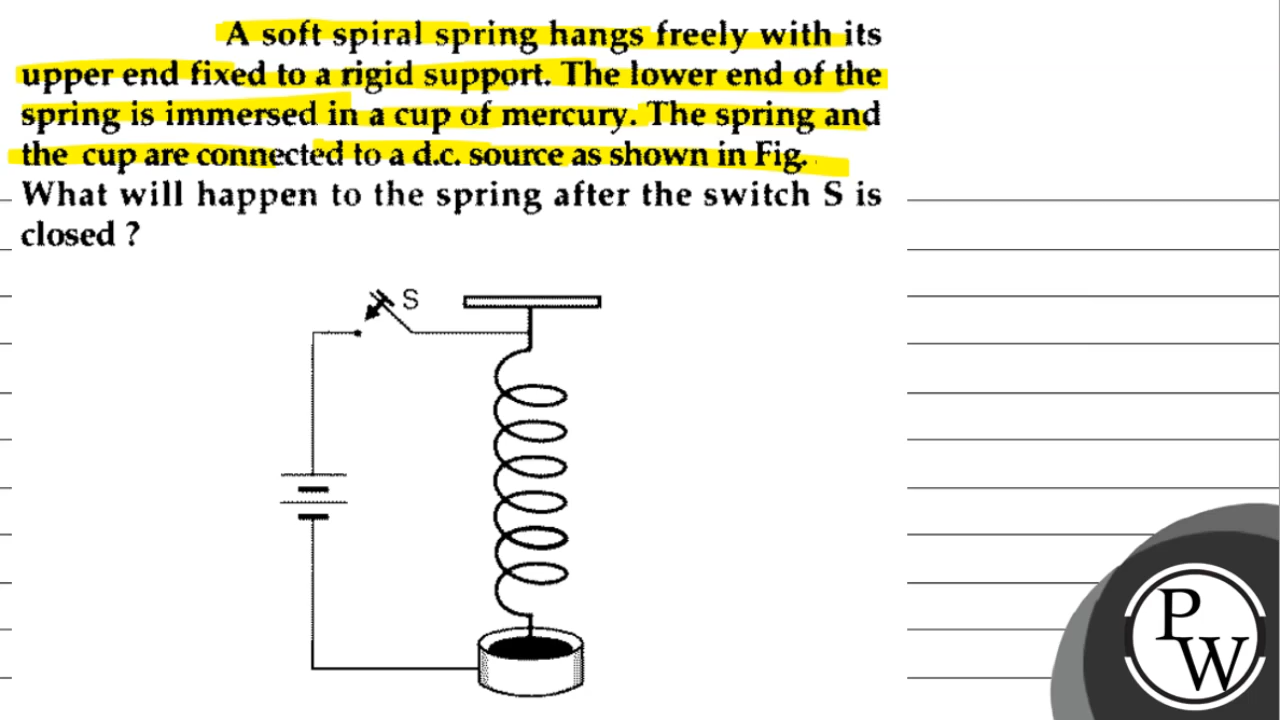 A soft spiral spring hangs freely with its
upper end fixed to a rigid support. The lower end of the
spring is immersed in a cup of mercury. The spring and
the cup are connected to a d.c. source as shown in Fig.
What will happen to the spring after the switch S is
closed ?
S
P
W